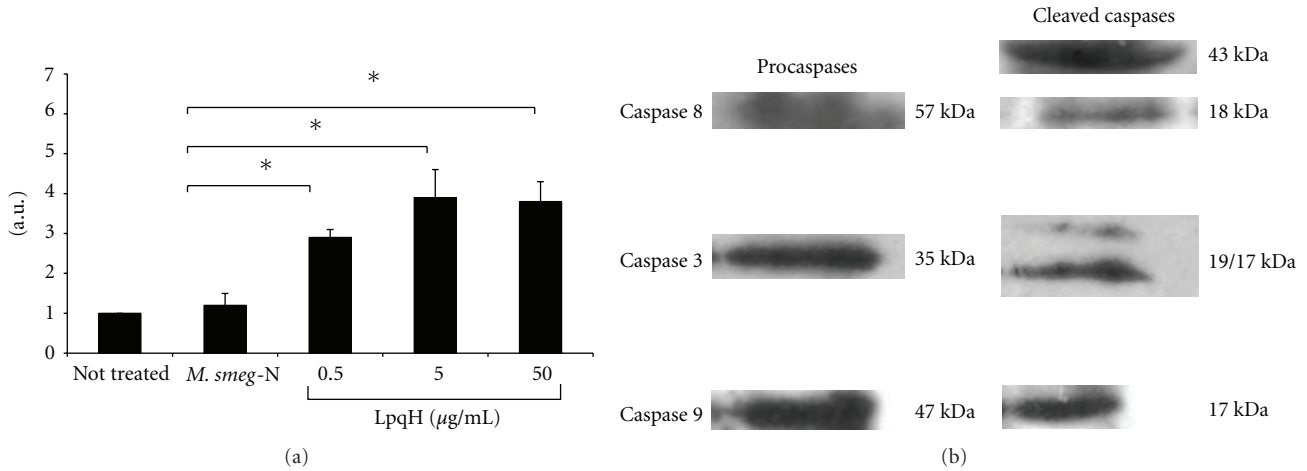 7
6
5
4
3
2
1
0
(a.u.)
*
*
*
Not treated M. smeg-N 0.5 5 50
LpqH (µg/mL)
(a)
Cleaved caspases
Procaspases
43 kDa
Caspase 8 57 kDa 18 kDa
Caspase 3 35 kDa 19/17 kDa
Caspase 9 47 kDa 17 kDa
(b)